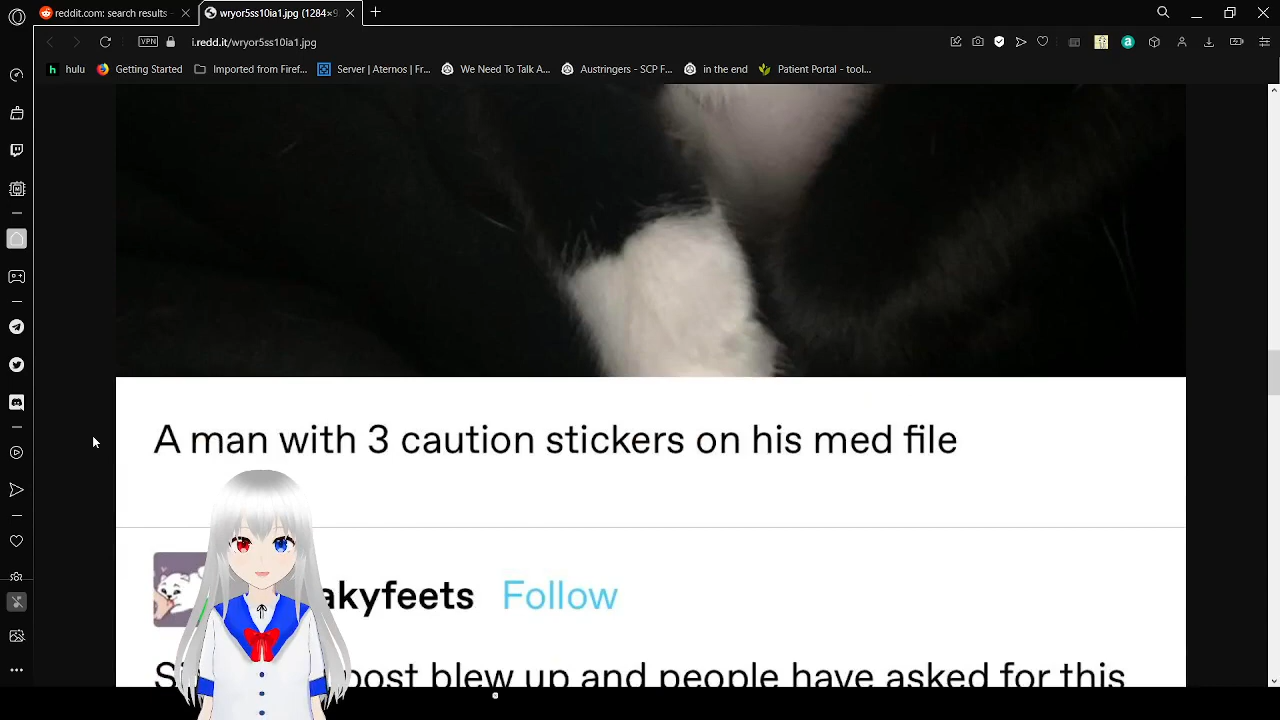 reddit.com: search results -
wryor5ss10ia1.jpg (1284×9
VPN
i.redd.it/wryor5ss10ia1.jpg
hulu
Getting Started
Imported from Firef...
Server | Aternos | Fr...
We Need To Talk A...
Austringers - SCP F...
in the end
Patient Portal - tool...
A man with 3 caution stickers on his med file
akyfeets Follow
post blew up and people have asked for this